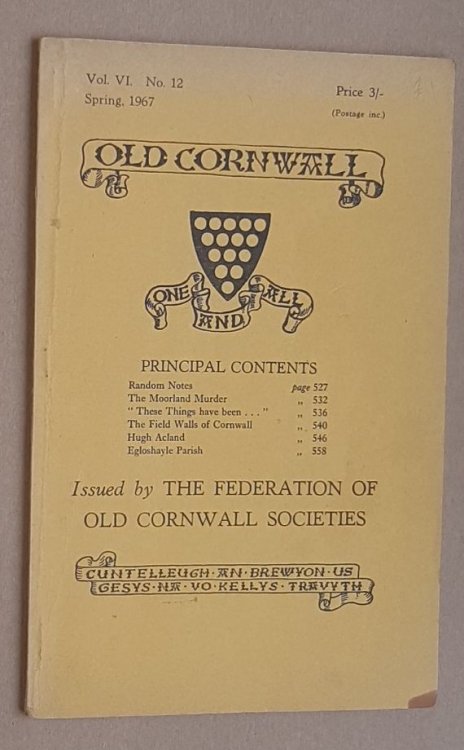 Vol. VI. No. 12
Spring, 1967
Price 3/-
(Postage inc.)
OLD CORNWALL
ONE AND ALL
PRINCIPAL CONTENTS
Random Notes page 527
The Moorland Murder ,, 532
" These Things have been . . . " ,, 536
The Field Walls of Cornwall ,, 540
Hugh Acland ,, 546
Egloshayle Parish ,, 558
Issued by THE FEDERATION OF
OLD CORNWALL SOCIETIES
CUNTELLEUGH · AN · BREWYON · US
GESYS · NA · VO · KELLYS · TRAVYTH